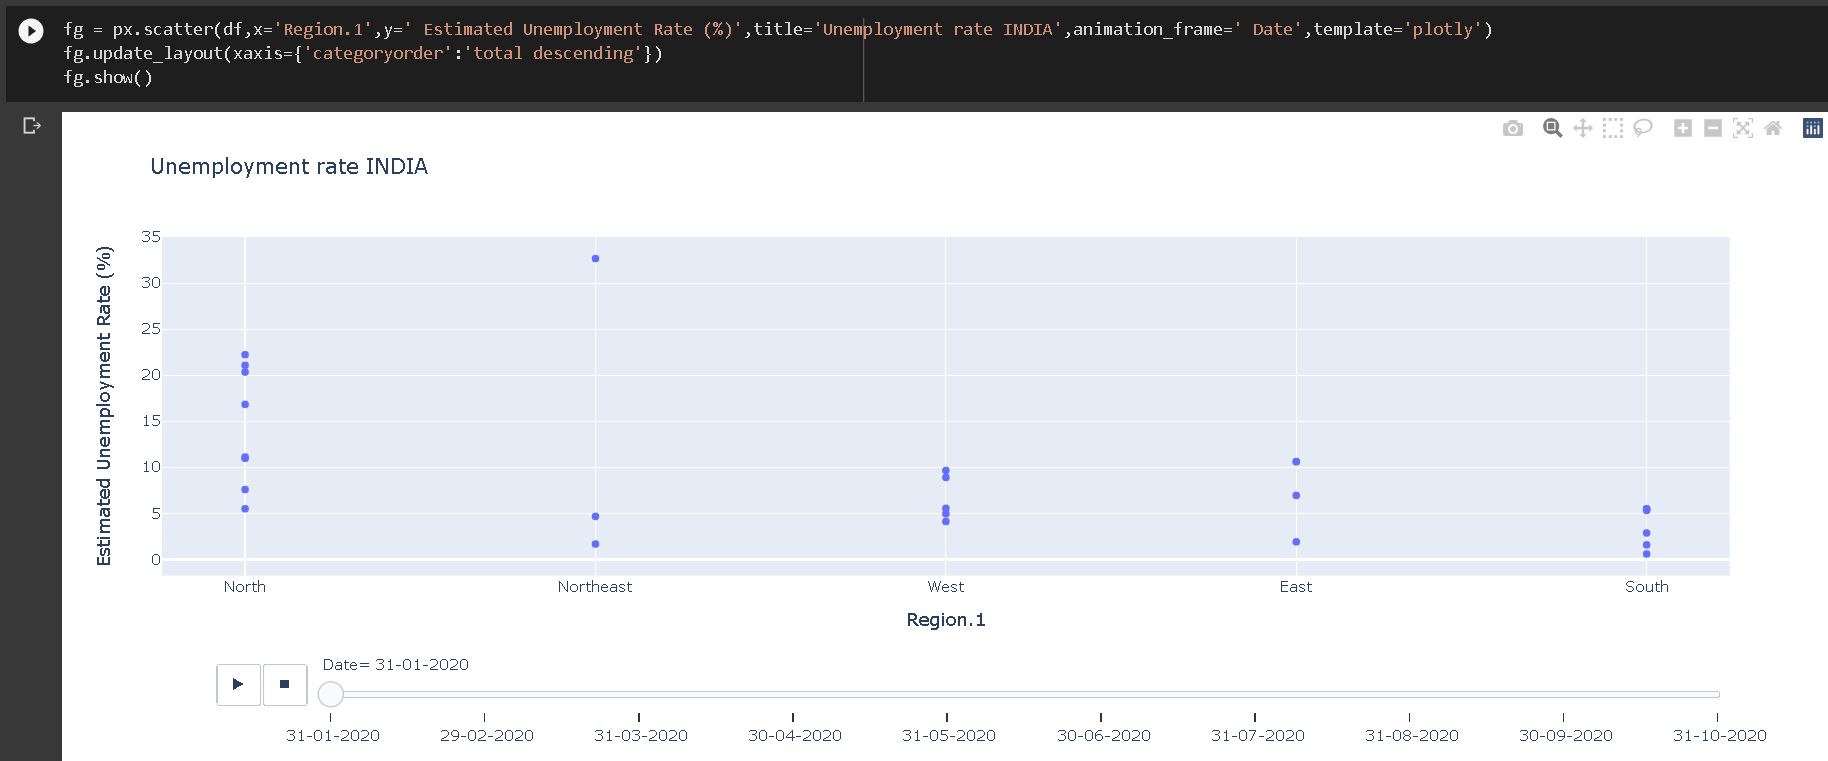 fg = px.scatter(df,x='Region.1',y=' Estimated Unemployment Rate (%)',title='Unemployment rate INDIA',animation_frame=' Date',template='plotly')
fg.update_layout(xaxis={'categoryorder':'total descending'})
fg.show()
Unemployment rate INDIA
Estimated Unemployment Rate (%)
35
30
25
20
15
10
5
0
North Northeast West East South
Region.1
Date= 31-01-2020
31-01-2020 29-02-2020 31-03-2020 30-04-2020 31-05-2020 30-06-2020 31-07-2020 31-08-2020 30-09-2020 31-10-2020